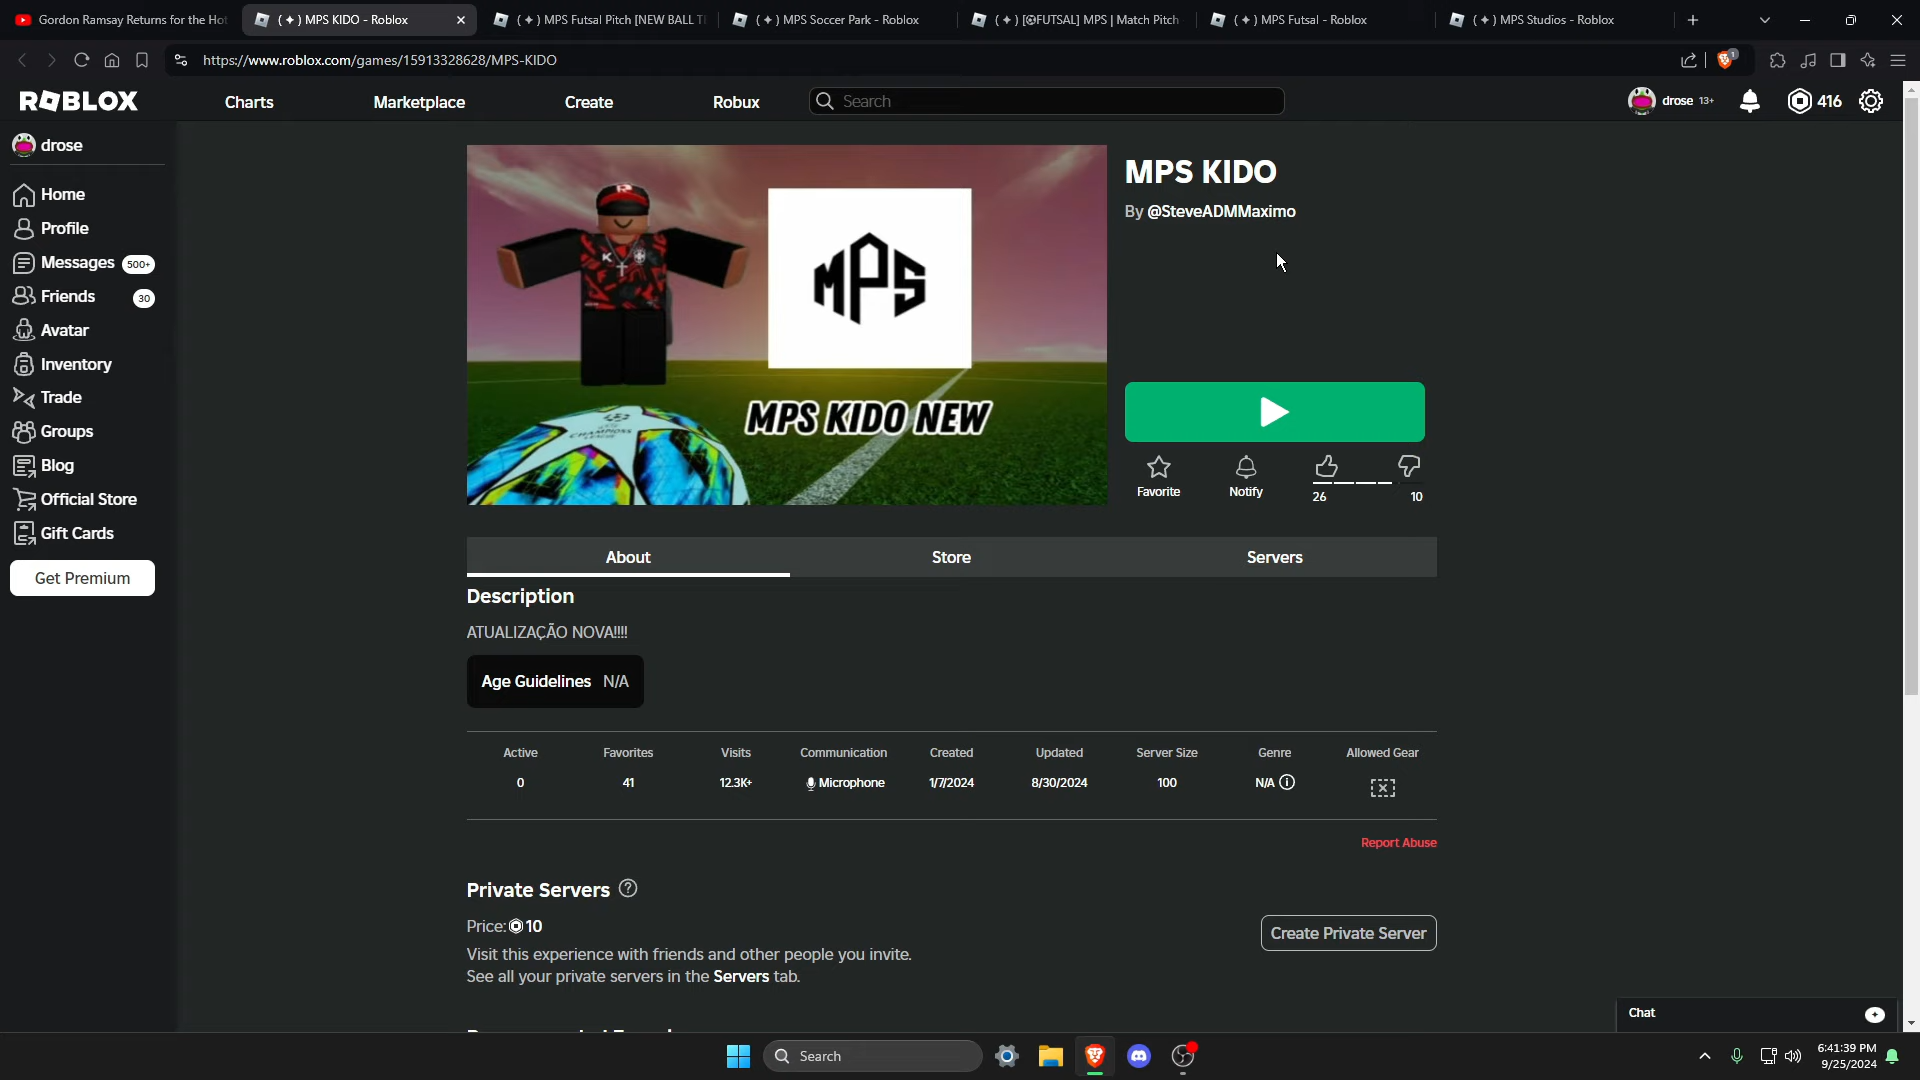 Gordon Ramsay Returns for the Hot
( ✦ ) MPS KIDO - Roblox
( ✦ ) MPS Futsal Pitch [NEW BALL TI
( ✦ ) MPS Soccer Park - Roblox
( ✦ ) [⚽FUTSAL] MPS | Match Pitch
( ✦ ) MPS Futsal - Roblox
( ✦ ) MPS Studios - Roblox
https://www.roblox.com/games/15913328628/MPS-KIDO
1
ROBLOX
Charts
Marketplace
Create
Robux
Search
drose 13+
416
drose
Home
Profile
Messages 500+
Friends 30
Avatar
Inventory
Trade
Groups
Blog
Official Store
Gift Cards
Get Premium
MPS
MPS KIDO NEW
MPS KIDO
By @SteveADMMaximo
Favorite
Notify
26
10
About
Store
Servers
Description
ATUALIZAÇÃO NOVA!!!!
Age Guidelines N/A
Active Favorites Visits Communication Created Updated Server Size Genre Allowed Gear
0 41 12.3K+ Microphone 1/7/2024 8/30/2024 100 N/A
Report Abuse
Private Servers
Price: 10
Visit this experience with friends and other people you invite.
See all your private servers in the Servers tab.
Create Private Server
Chat
Search
6:41:39 PM
9/25/2024